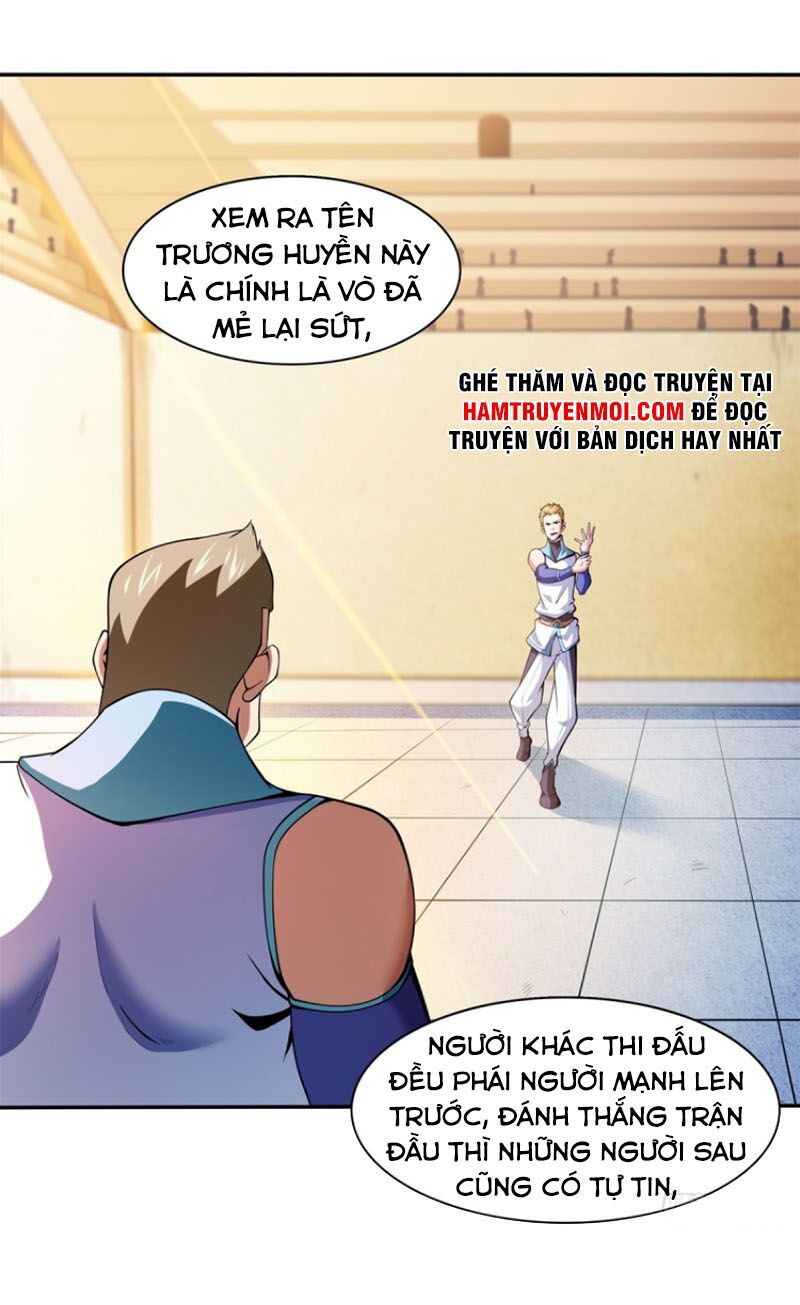 XEM RA TÊN
TRƯƠNG HUYỀN NÀY
LÀ CHÍNH LÀ VÒ ĐÃ
MẺ LẠI SỨT,
GHÉ THĂM VÀ ĐỌC TRUYỆN TẠI
HAMTRUYENMOI.COM ĐỂ ĐỌC
TRUYỆN VỚI BẢN DỊCH HAY NHẤT
NGƯỜI KHÁC THI ĐẤU
ĐỀU PHÁI NGƯỜI MẠNH LÊN
TRƯỚC, ĐÁNH THẮNG TRẬN
ĐẦU THÌ NHỮNG NGƯỜI SAU
CŨNG CÓ TỰ TIN,